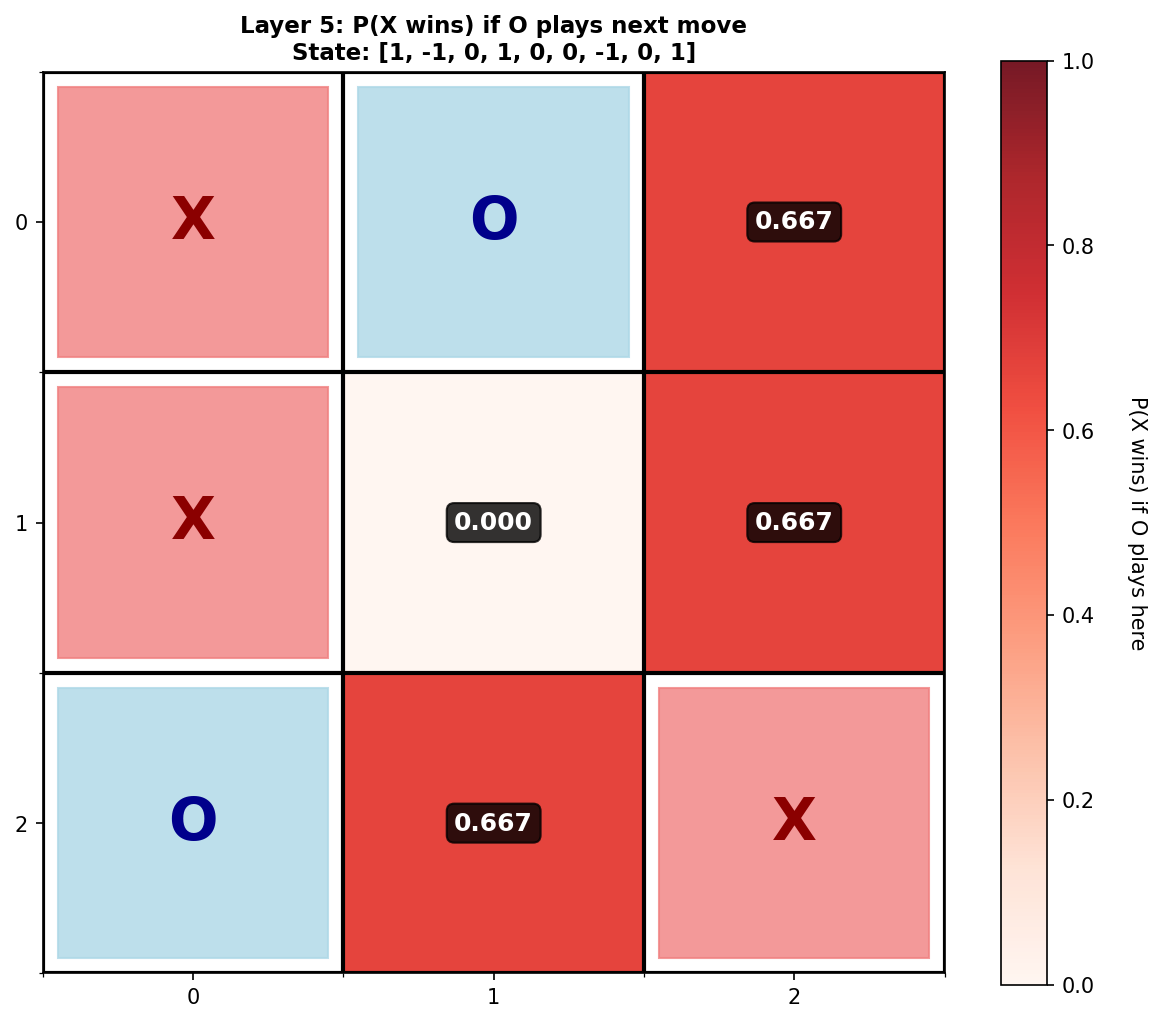 Layer 5: P(X wins) if O plays next move
State: [1, -1, 0, 1, 0, 0, -1, 0, 1]
0
X
O
0.667
1
X
0.000
0.667
2
O
0.667
X
0
1
2
1.0
0.8
0.6
0.4
0.2
0.0
P(X wins) if O plays here